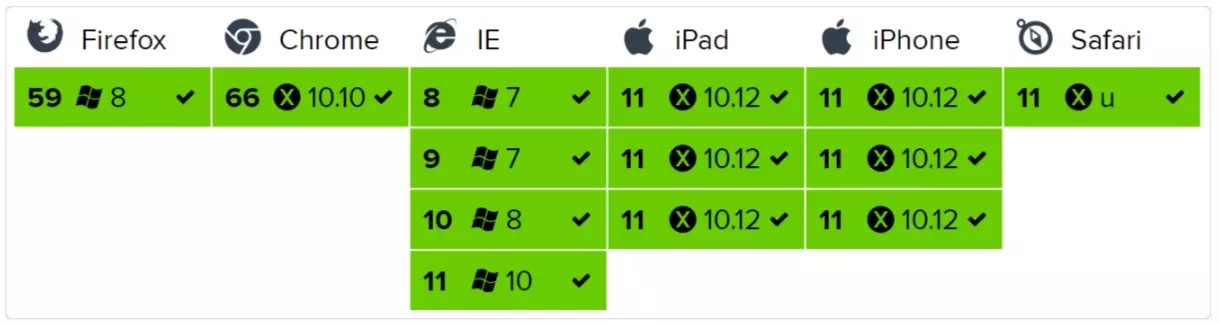 Firefox Chrome IE iPad iPhone Safari
59 8 66 X 10.10 8 7 11 X 10.12 11 X 10.12 11 X u
9 7 11 X 10.12 11 X 10.12
10 8 11 X 10.12 11 X 10.12
11 10